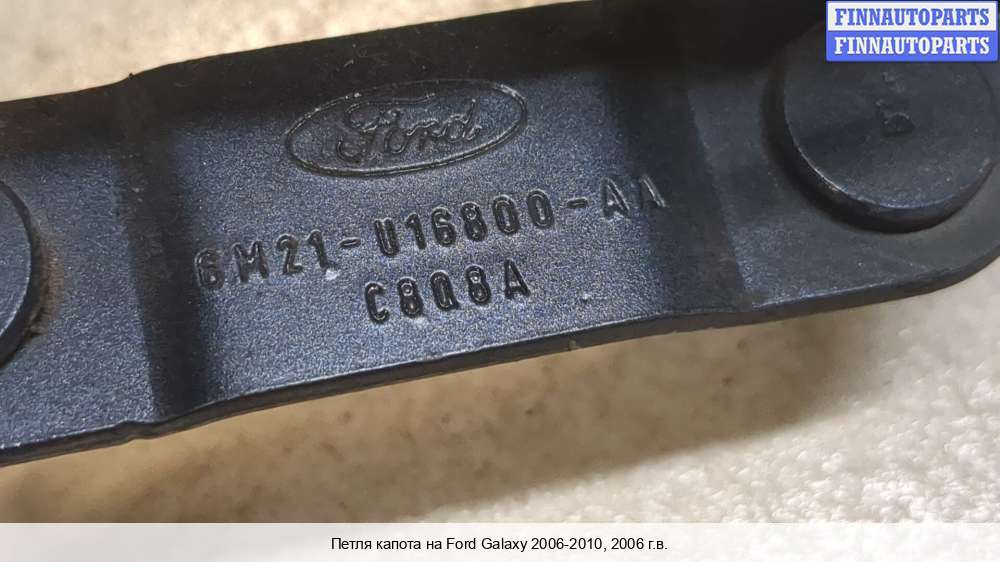 FINNAUTOPARTS
FINNAUTOPARTS
Ford
6M21-U16800-AA
C8Q8A
Петля капота на Ford Galaxy 2006-2010, 2006 г.в.